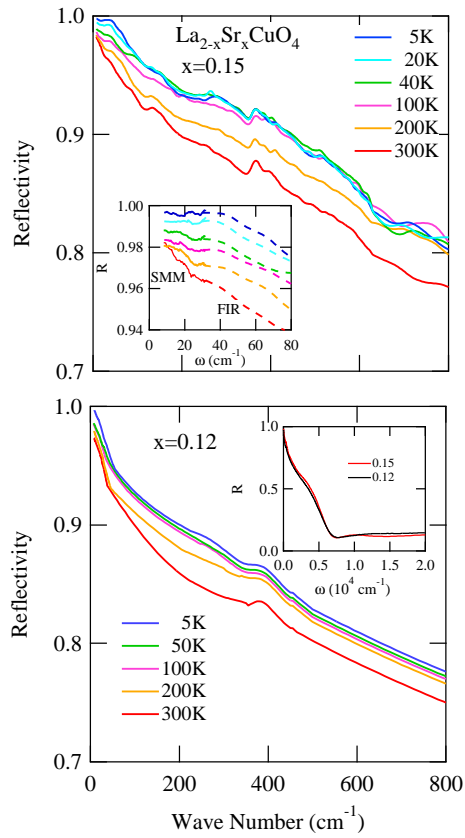 1.0
La2-xSrxCuO4
x=0.15
5K
20K
40K
100K
200K
300K
0.9
Reflectivity
0.8
0.7
1.00
0.98
0.96
0.94
R
SMM
FIR
0 20 40 60 80
ω (cm-1)
1.0
x=0.12
0.9
Reflectivity
0.8
0.7
1.0
0.5
0.0
R
0.15
0.12
0.0 0.5 1.0 1.5 2.0
ω (10^4 cm-1)
5K
50K
100K
200K
300K
0 200 400 600 800
Wave Number (cm-1)